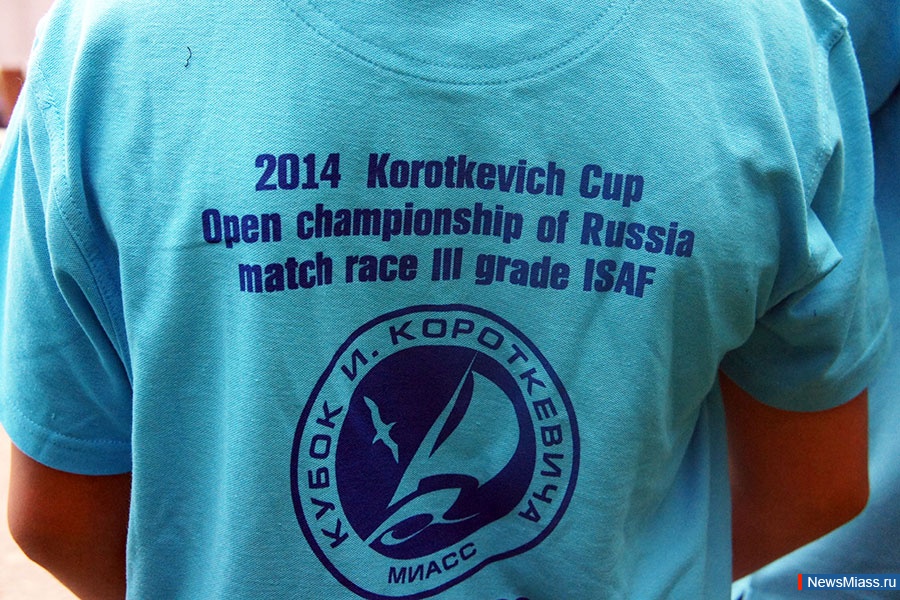 2014 Korotkevich Cup
Open championship of Russia
match race III grade ISAF
КУБОК И. КОРОТКЕВИЧА
МИАСС
NewsMiass.ru